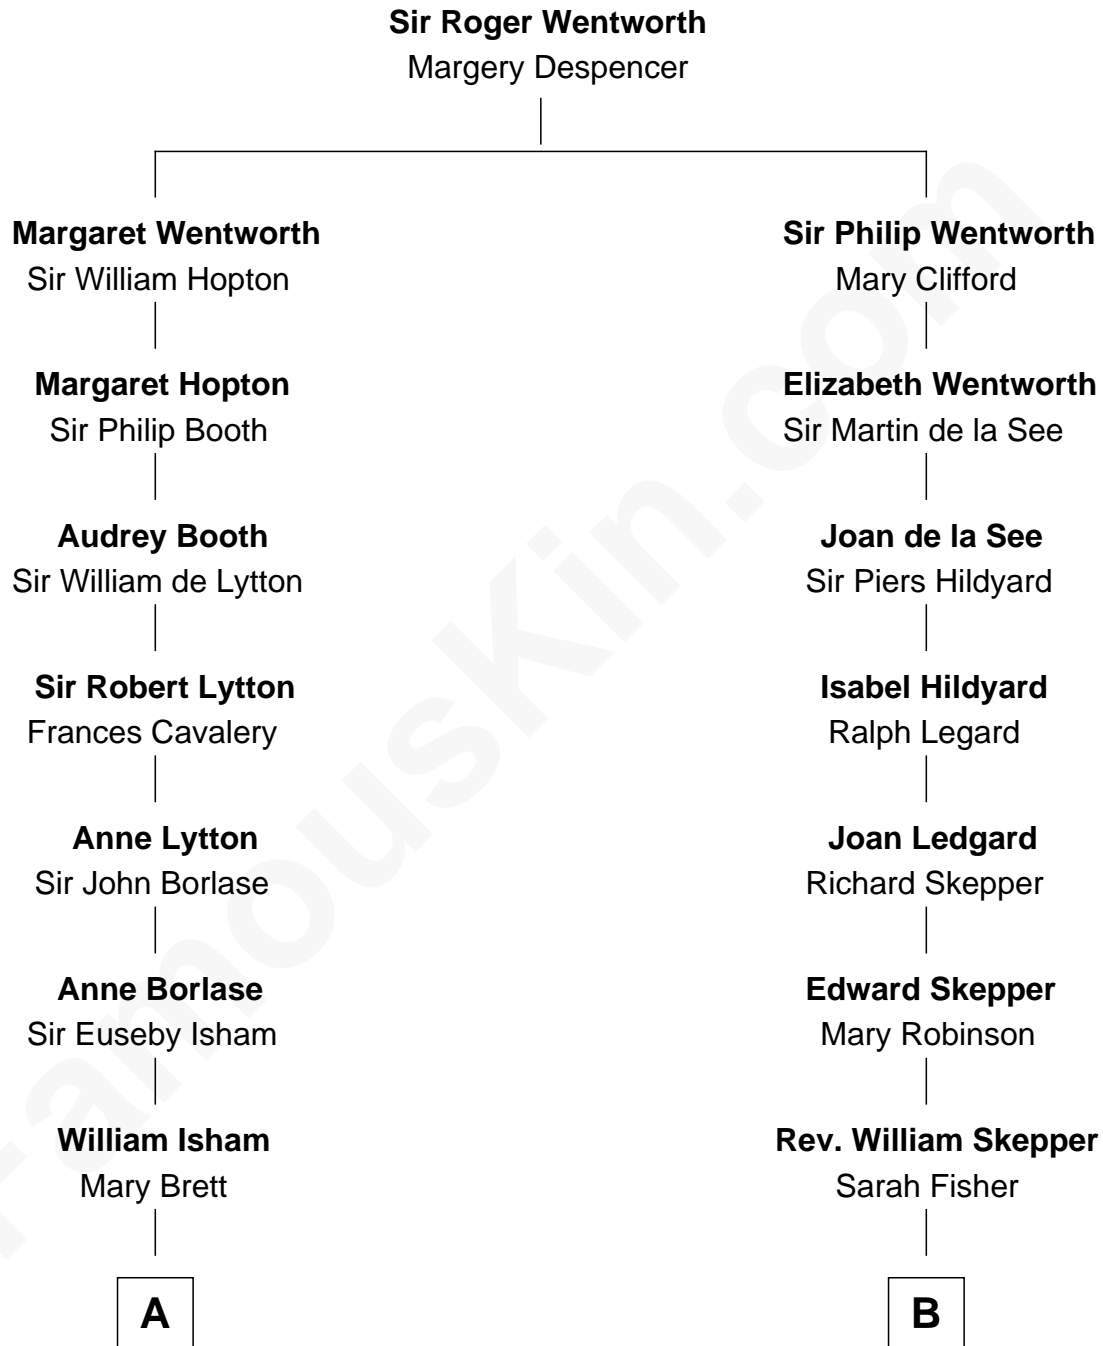 Sir Roger Wentworth
Margery Despencer
Margaret Wentworth
Sir William Hopton
Sir Philip Wentworth
Mary Clifford
Margaret Hopton
Sir Philip Booth
Elizabeth Wentworth
Sir Martin de la See
Audrey Booth
Sir William de Lytton
Joan de la See
Sir Piers Hildyard
Sir Robert Lytton
Frances Cavalery
Isabel Hildyard
Ralph Legard
Anne Lytton
Sir John Borlase
Joan Ledgard
Richard Skepper
Anne Borlase
Sir Euseby Isham
Edward Skepper
Mary Robinson
William Isham
Mary Brett
Rev. William Skepper
Sarah Fisher
A
B
FamousKin.com